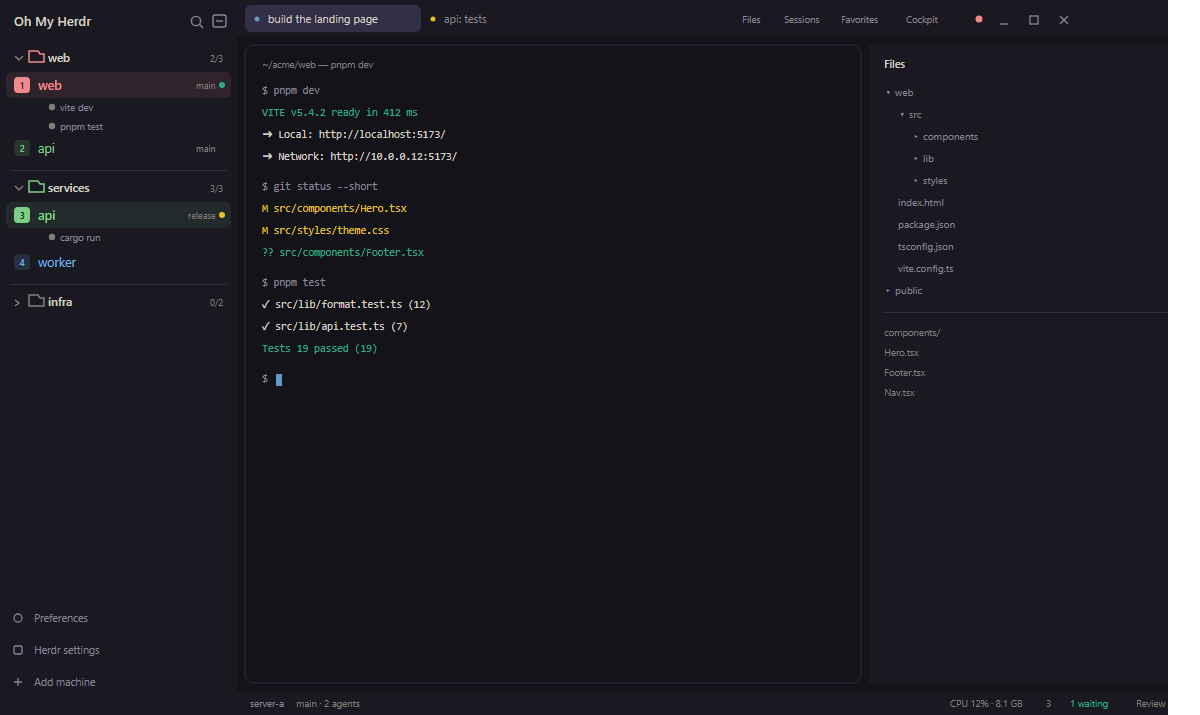 Oh My Herdr
web 2/3
1 web main
vite dev
pnpm test
2 api main
services 3/3
3 api release
cargo run
4 worker
infra 0/2
Preferences
Herdr settings
Add machine
build the landing page
api: tests
Files Sessions Favorites Cockpit
~/acme/web — pnpm dev
$ pnpm dev
VITE v5.4.2 ready in 412 ms
➜ Local: http://localhost:5173/
➜ Network: http://10.0.0.12:5173/
$ git status --short
M src/components/Hero.tsx
M src/styles/theme.css
?? src/components/Footer.tsx
$ pnpm test
✓ src/lib/format.test.ts (12)
✓ src/lib/api.test.ts (7)
Tests 19 passed (19)
$
Files
web
src
components
lib
styles
index.html
package.json
tsconfig.json
vite.config.ts
public
components/
Hero.tsx
Footer.tsx
Nav.tsx
server-a main · 2 agents
CPU 12% · 8.1 GB 3 1 waiting Review